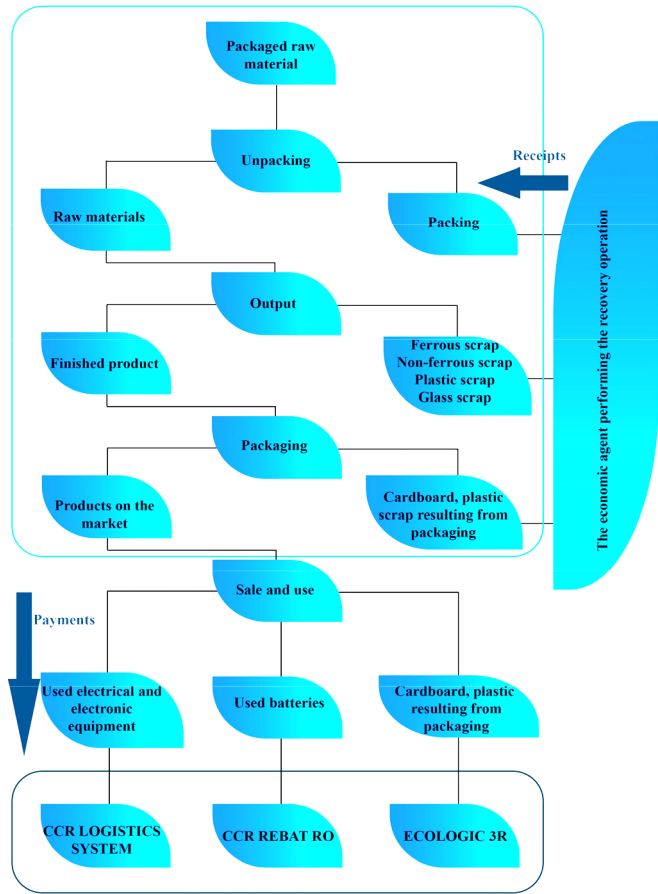 Packaged raw
material
Unpacking
Receipts
Raw materials
Packing
The economic agent performing the recovery operation
Output
Finished product
Ferrous scrap
Non-ferrous scrap
Plastic scrap
Glass scrap
Packaging
Products on the
market
Cardboard, plastic
scrap resulting from
packaging
Sale and use
Payments
Used electrical and
electronic
equipment
Used batteries
Cardboard, plastic
resulting from
packaging
CCR LOGISTICS
SYSTEM
CCR REBAT RO
ECOLOGIC 3R